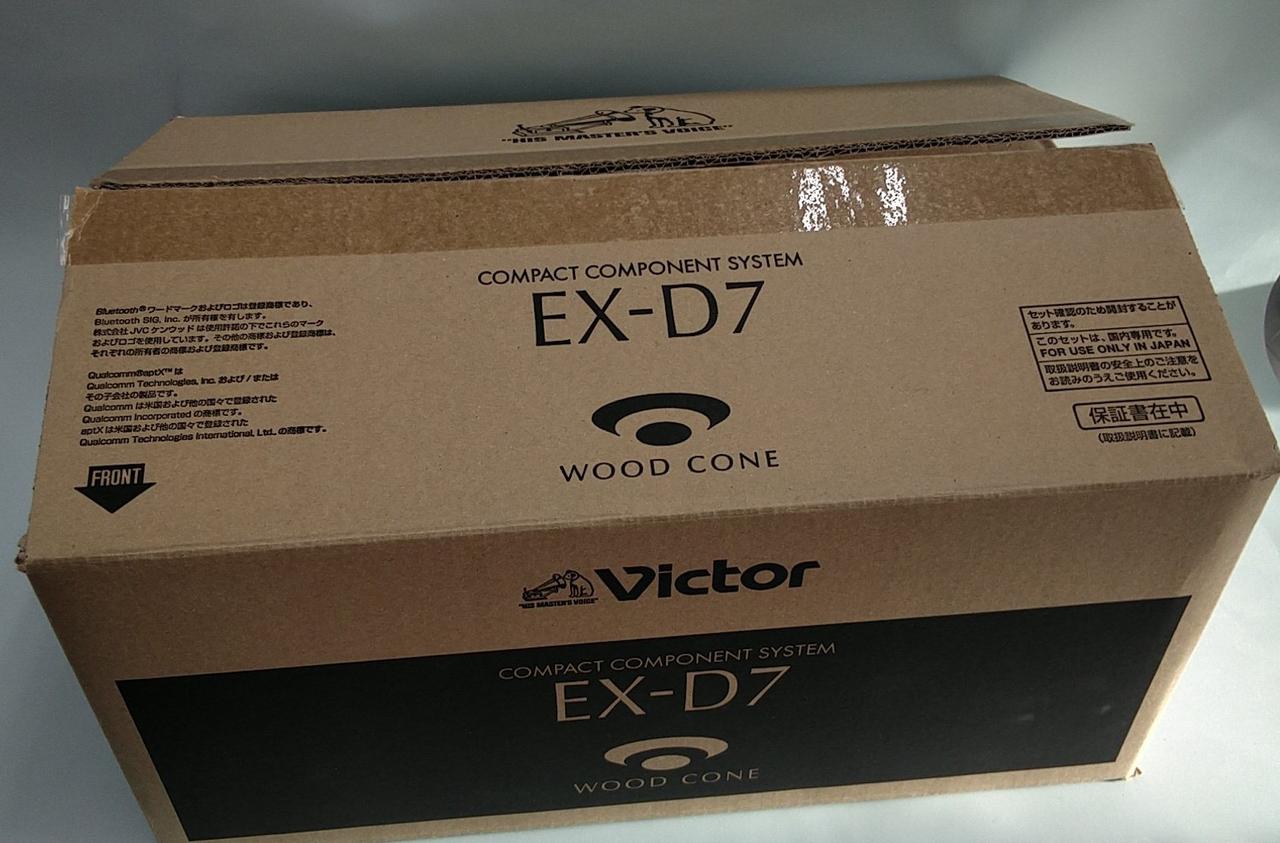 "HIS MASTER'S VOICE"
COMPACT COMPONENT SYSTEM
EX-D7
WOOD CONE
Bluetooth®ワードマークおよびロゴは登録商標であり、
Bluetooth SIG, Inc. が所有権を有します。
株式会社 JVCケンウッド は使用許諾の下でこれらのマーク
およびロゴを使用しています。その他の商標および登録商標は、
それぞれの所有者の商標および登録商標です。
Qualcomm®aptX™は
Qualcomm Technologies, Inc. および / または
その子会社の製品です。
Qualcomm は米国および他の国々で登録された
Qualcomm Incorporated の商標です。
aptX は米国および他の国々で登録された
Qualcomm Technologies International, Ltd. の商標です。
FRONT
セット確認のため開封することが
あります。
このセットは、国内専用です。
FOR USE ONLY IN JAPAN
取扱説明書の安全上のご注意を
お読みのうえご使用ください。
保証書在中
(取扱説明書に記載)
"HIS MASTER'S VOICE"
Victor
COMPACT COMPONENT SYSTEM
EX-D7
WOOD CONE